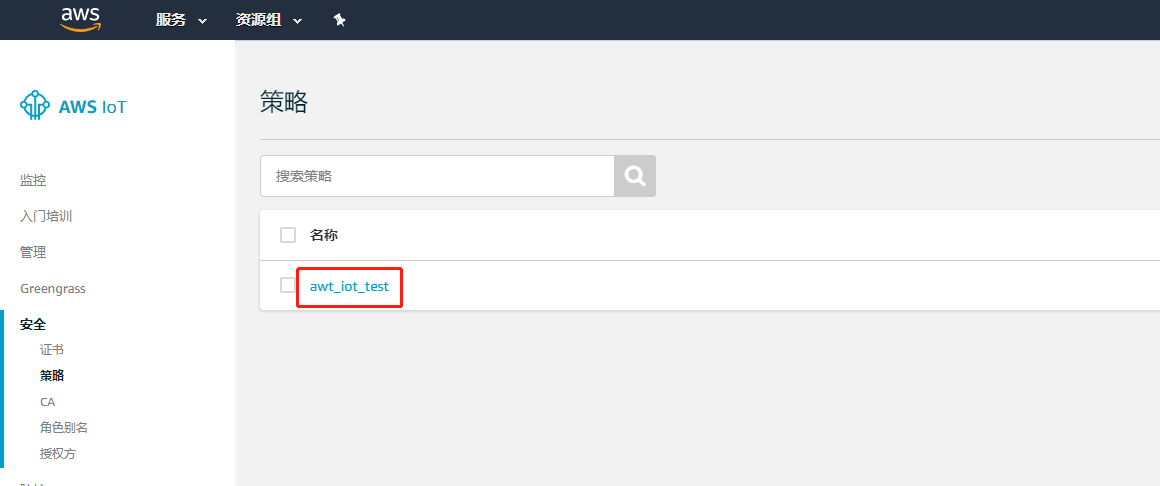 aws 服务 资源组
AWS IoT
策略
搜索策略
监控
入门培训
管理
名称
Greengrass
awt_iot_test
安全
证书
策略
CA
角色别名
授权方